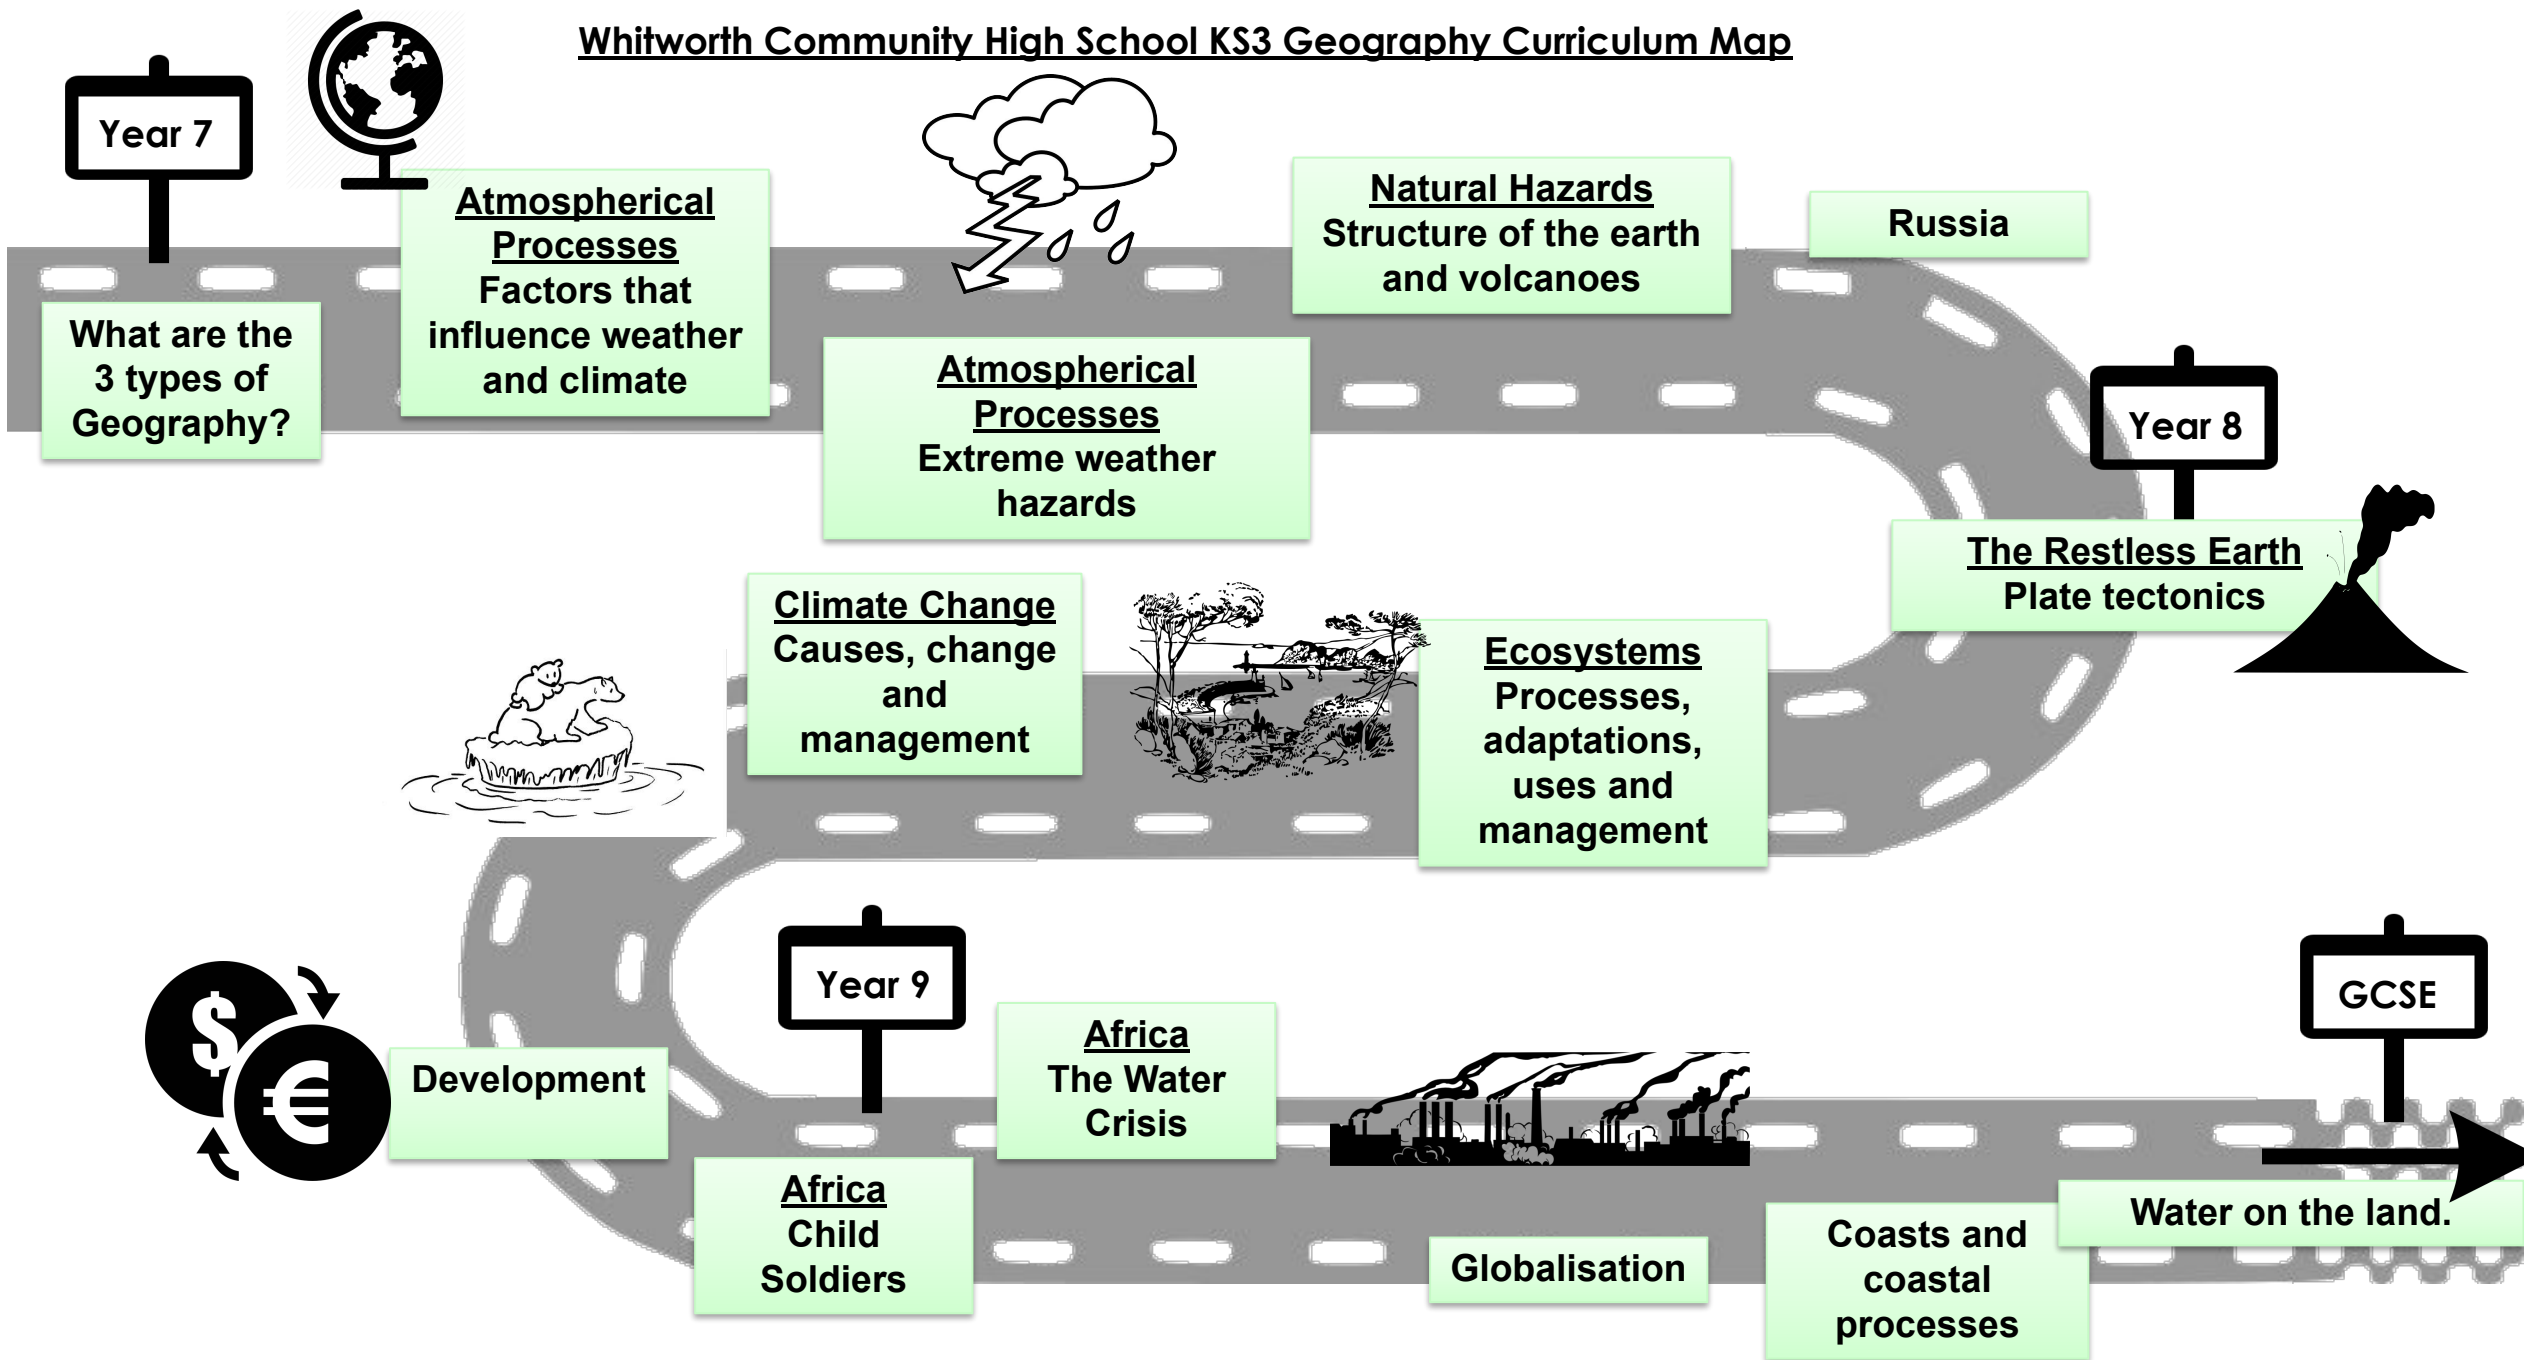 Whitworth Community High School KS3 Geography Curriculum Map
Year 7
What are the
3 types of
Geography?
Atmospherical
Processes
Factors that
influence weather
and climate
Atmospherical
Processes
Extreme weather
hazards
Natural Hazards
Structure of the earth
and volcanoes
Russia
Year 8
The Restless Earth
Plate tectonics
Ecosystems
Processes,
adaptations,
uses and
management
Climate Change
Causes, change
and
management
$
€
Development
Year 9
Africa
Child
Soldiers
Africa
The Water
Crisis
Globalisation
Coasts and
coastal
processes
GCSE
Water on the land.